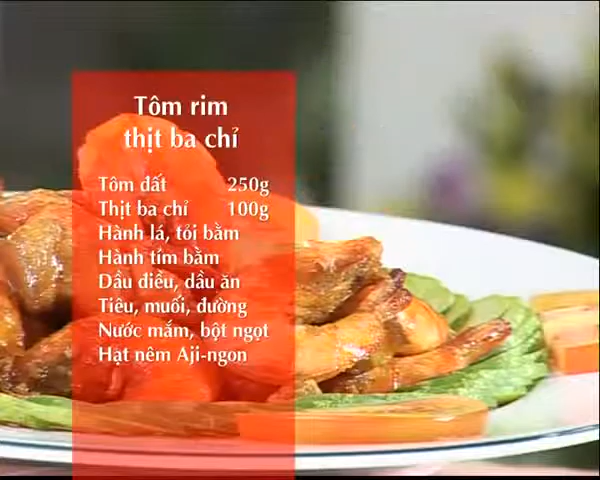 Tôm rim
thịt ba chỉ
Tôm đất 250g
Thịt ba chỉ 100g
Hành lá, tỏi bằm
Hành tím bằm
Dầu điều, dầu ăn
Tiêu, muối, đường
Nước mắm, bột ngọt
Hạt nêm Aji-ngon